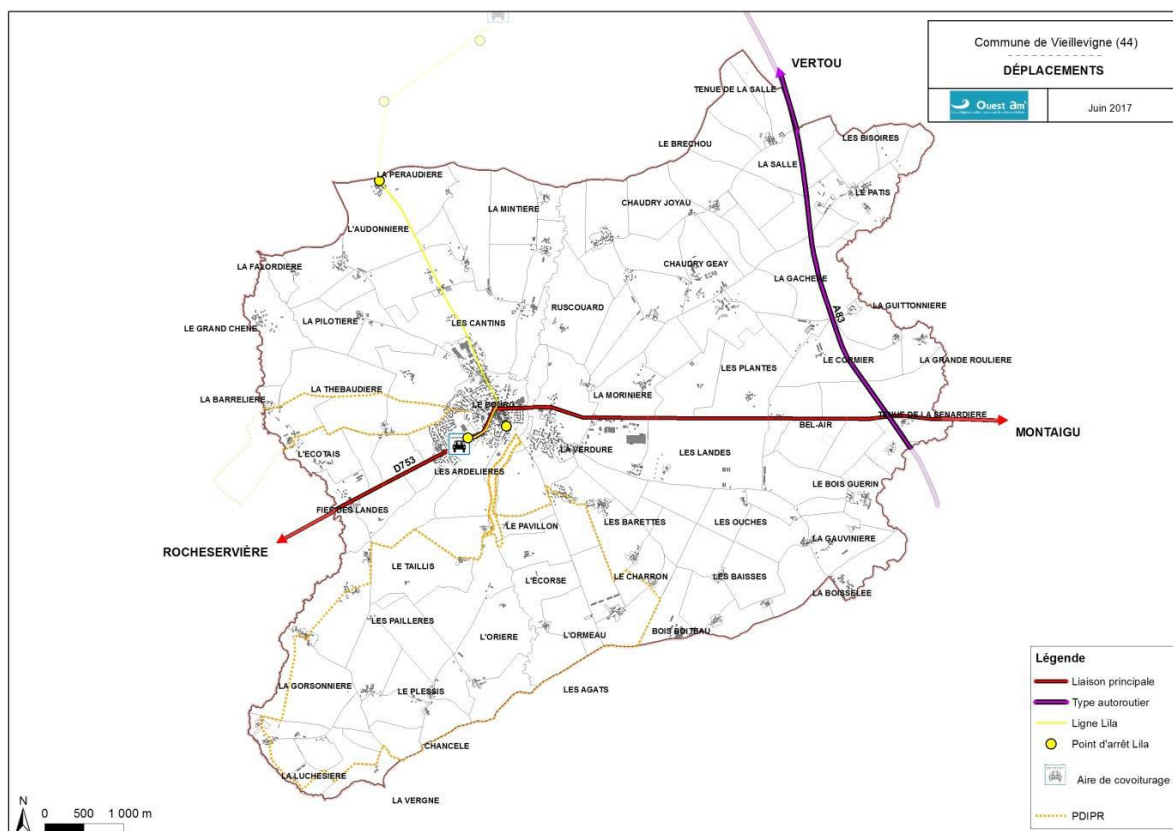 Commune de Vieillevigne (44)
DÉPLACEMENTS
Ouest am'
Juin 2017
VERTOU
TENUE DE LA SALLE
LES BISOIRES
LE BRECHOU
LA SALLE
LA PERAUDIERE
LE PATIS
CHAUDRY JOYAU
LA MINTIERE
L'AUDONNIERE
CHAUDRY GEAY
LA FALORDIERE
LA GACHERE
A83
LA GUITTONNIERE
RUSCOUARD
LA PILOTIERE
LES CANTINS
LE GRAND CHENE
LE CORMIER
LA GRANDE ROULIERE
LES PLANTES
LA THEBAUDIERE
LA MORINIERE
LA BARRELIERE
LE BOURG
TENUE DE LA SENARDIERE
BEL-AIR
MONTAIGU
LA VERDURE
L'ECOTAIS
LES LANDES
D753
LES ARDELIERES
LE BOIS GUERIN
FIEF DES LANDES
LE PAVILLON
LES BARETTES
LES OUCHES
LA GAUVINIERE
ROCHESERVIÈRE
LE TAILLIS
L'ECORSE
LE CHARRON
LES BAISSES
LA BOISSELEE
LES PAILLERES
L'ORIERE
L'ORMEAU
BOIS BOITEAU
LA GORSONNIERE
LE PLESSIS
LES AGATS
CHANCELE
LA LUCHESIERE
LA VERGNE
Légende
Liaison principale
Type autoroutier
Ligne Lila
Point d'arrêt Lila
Aire de covoiturage
PDIPR
N
0 500 1 000 m